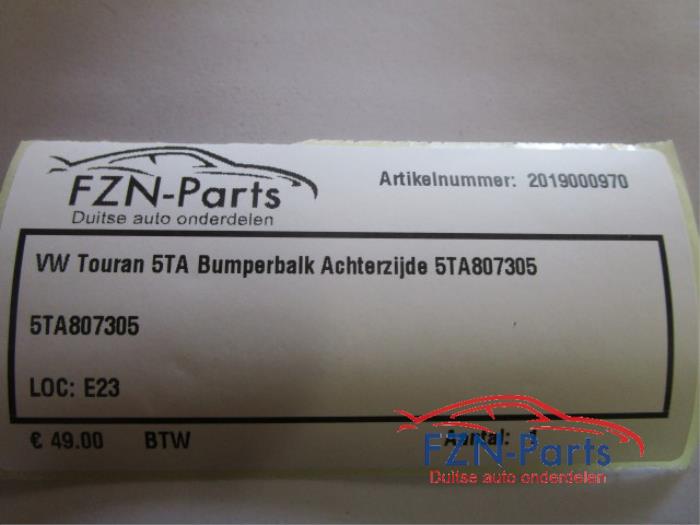 FZN-Parts
Duitse auto onderdelen
Artikelnummer: 2019000970
VW Touran 5TA Bumperbalk Achterzijde 5TA807305
5TA807305
LOC: E23
€ 49.00 BTW Aantal: 1
FZN-Parts
Duitse auto onderdelen